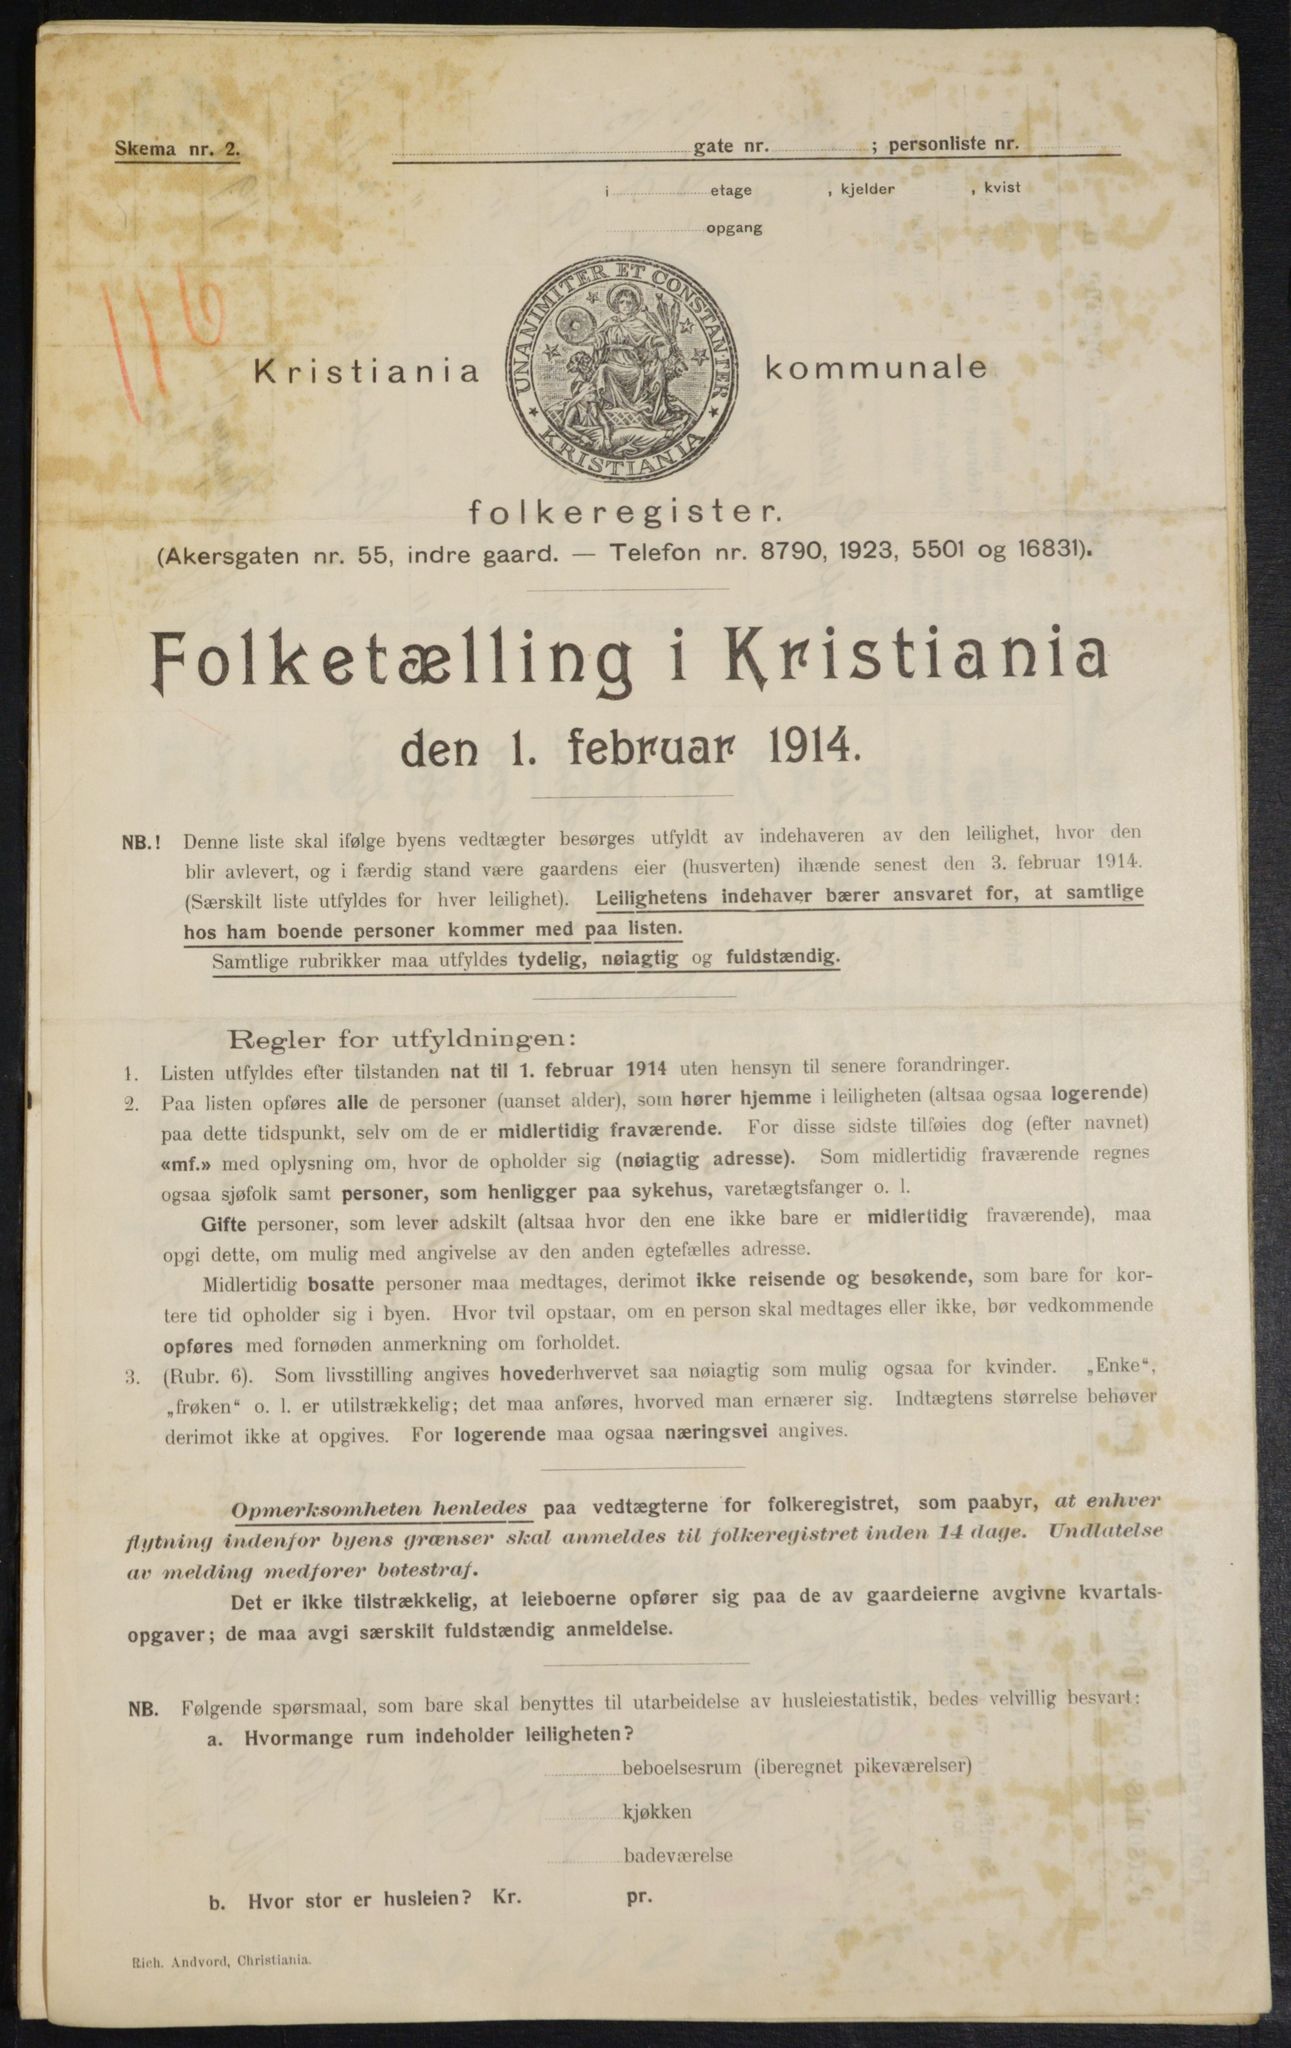 Skema nr. 2.
gate nr. ; personliste nr.
i etage , kjelder , kvist
opgang
116
UNANIMITER ET CONSTANTER
KRISTIANIA
Kristiania kommunale
folkeregister.
(Akersgaten nr. 55, indre gaard. — Telefon nr. 8790, 1923, 5501 og 16831).
Folketælling i Kristiania
den 1. februar 1914.
NB.! Denne liste skal ifølge byens vedtægter besørges utfyldt av indehaveren av den leilighet, hvor den
blir avlevert, og i færdig stand være gaardens eier (husverten) ihænde senest den 3. februar 1914.
(Særskilt liste utfyldes for hver leilighet). Leilighetens indehaver bærer ansvaret for, at samtlige
hos ham boende personer kommer med paa listen.
Samtlige rubrikker maa utfyldes tydelig, nøiagtig og fuldstændig.
Regler for utfyldningen:
1. Listen utfyldes efter tilstanden nat til 1. februar 1914 uten hensyn til senere forandringer.
2. Paa listen opføres alle de personer (uanset alder), som hører hjemme i leiligheten (altsaa ogsaa logerende)
paa dette tidspunkt, selv om de er midlertidig fraværende. For disse sidste tilføies dog (efter navnet)
«mf.» med oplysning om, hvor de opholder sig (nøiagtig adresse). Som midlertidig fraværende regnes
ogsaa sjøfolk samt personer, som henligger paa sykehus, varetægtsfanger o. l.
Gifte personer, som lever adskilt (altsaa hvor den ene ikke bare er midlertidig fraværende), maa
opgi dette, om mulig med angivelse av den anden egtefælles adresse.
Midlertidig bosatte personer maa medtages, derimot ikke reisende og besøkende, som bare for kor-
tere tid opholder sig i byen. Hvor tvil opstaar, om en person skal medtages eller ikke, bør vedkommende
opføres med fornøden anmerkning om forholdet.
3. (Rubr. 6). Som livsstilling angives hovederhvervet saa nøiagtig som mulig ogsaa for kvinder. „Enke“,
„frøken“ o. l. er utilstrækkelig; det maa anføres, hvorved man ernærer sig. Indtægtens størrelse behøver
derimot ikke at opgives. For logerende maa ogsaa næringsvei angives.
Opmerksomheten henledes paa vedtægterne for folkeregistret, som paabyr, at enhver
flytning indenfor byens grænser skal anmeldes til folkeregistret inden 14 dage. Undlatelse
av melding medfører bøtestraf.
Det er ikke tilstrækkelig, at leieboerne opfører sig paa de av gaardeierne avgivne kvartals-
opgaver; de maa avgi særskilt fuldstændig anmeldelse.
NB. Følgende spørsmaal, som bare skal benyttes til utarbeidelse av husleiestatistik, bedes velvillig besvart:
a. Hvormange rum indeholder leiligheten?
beboelsesrum (iberegnet pikeværelser)
kjøkken
badeværelse
b. Hvor stor er husleien? Kr. pr.
Rich. Andvord, Christiania.